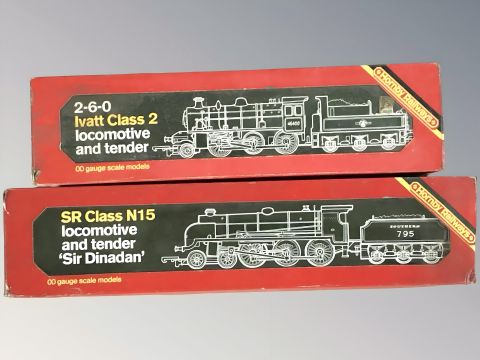 2-6-0
Ivatt Class 2
locomotive
and tender
00 gauge scale models
46400
Hornby Railways
SR Class N15
locomotive
and tender
'Sir Dinadan'
00 gauge scale models
SOUTHERN
795
Hornby Railways